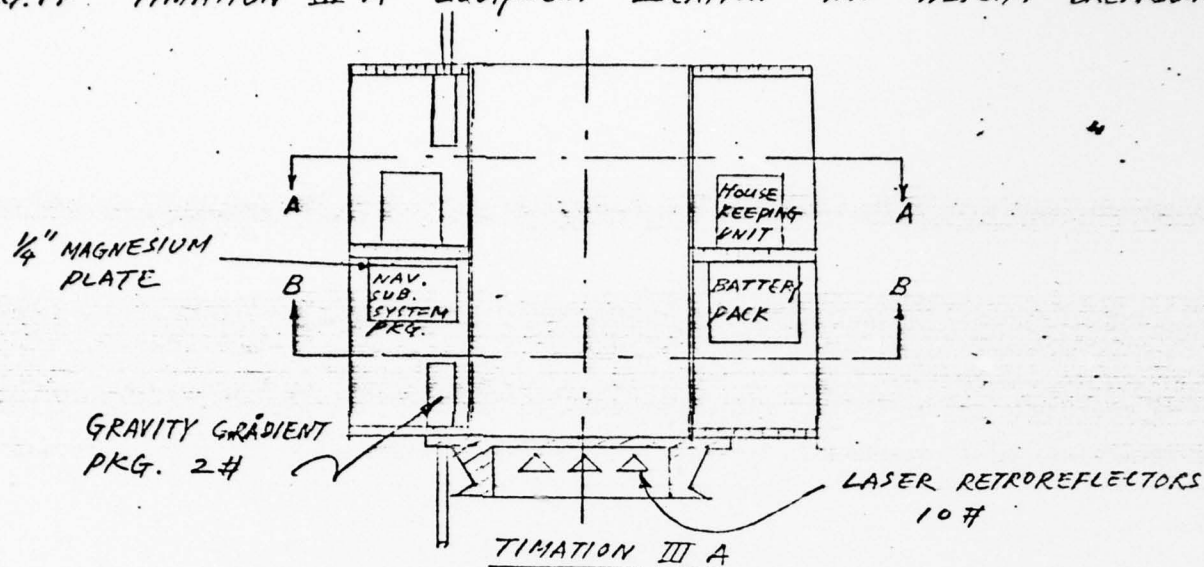 TIMATION III A EQUIPMENT LOCATION AND WEIGHT
A
HOUSE
KEEPING
UNIT
A
1/4" MAGNESIUM
PLATE
B
NAV.
SUB.
SYSTEM
PKG.
BATTERY
PACK
B
GRAVITY GRADIENT
PKG. 2#
LASER RETROREFLECTORS
10#
TIMATION III A